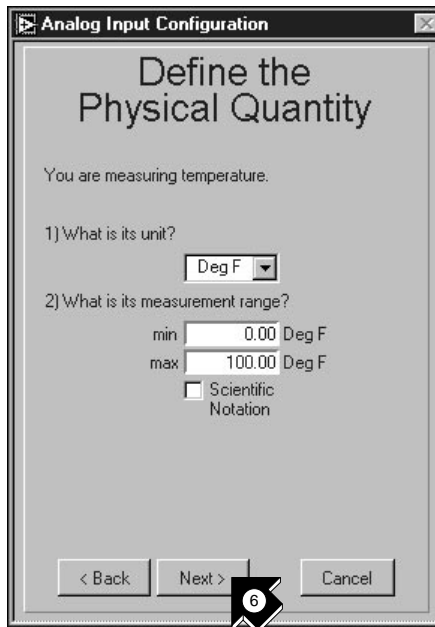 Analog Input Configuration
Define the
Physical Quantity
You are measuring temperature.
1) What is its unit?
Deg F
2) What is its measurement range?
min 0.00 Deg F
max 100.00 Deg F
Scientific
Notation
< Back Next > Cancel
6